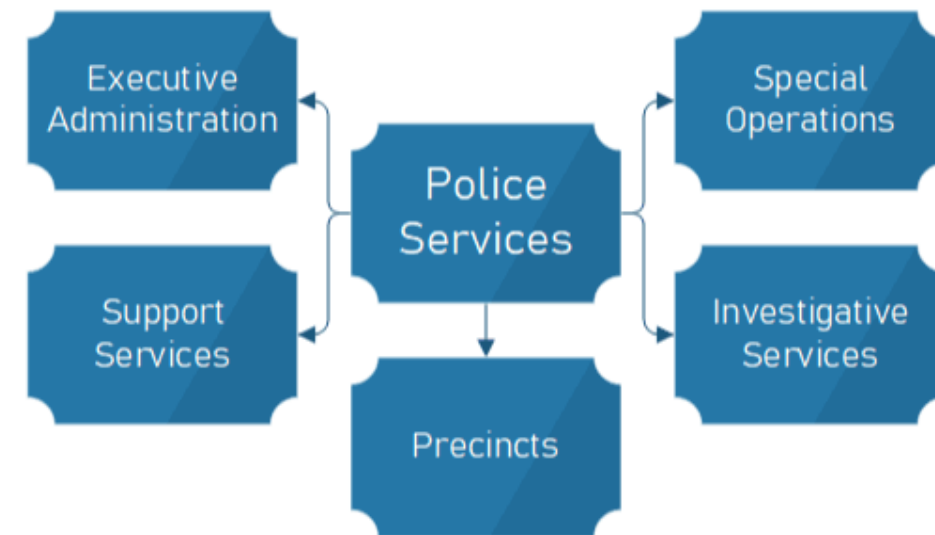 Executive
Administration
Special
Operations
Police
Services
Support
Services
Investigative
Services
Precincts